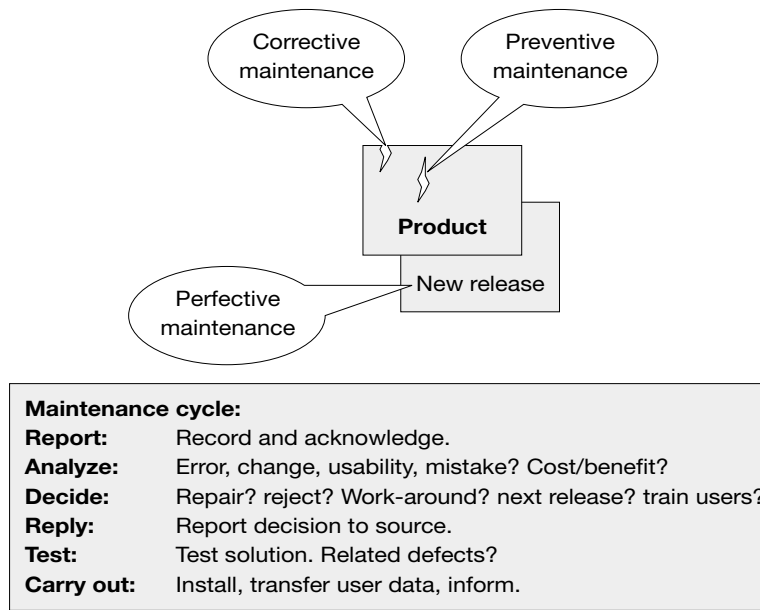 Corrective
maintenance
Preventive
maintenance
Product
New release
Perfective
maintenance
Maintenance cycle:
Report: Record and acknowledge.
Analyze: Error, change, usability, mistake? Cost/benefit?
Decide: Repair? reject? Work-around? next release? train users?
Reply: Report decision to source.
Test: Test solution. Related defects?
Carry out: Install, transfer user data, inform.